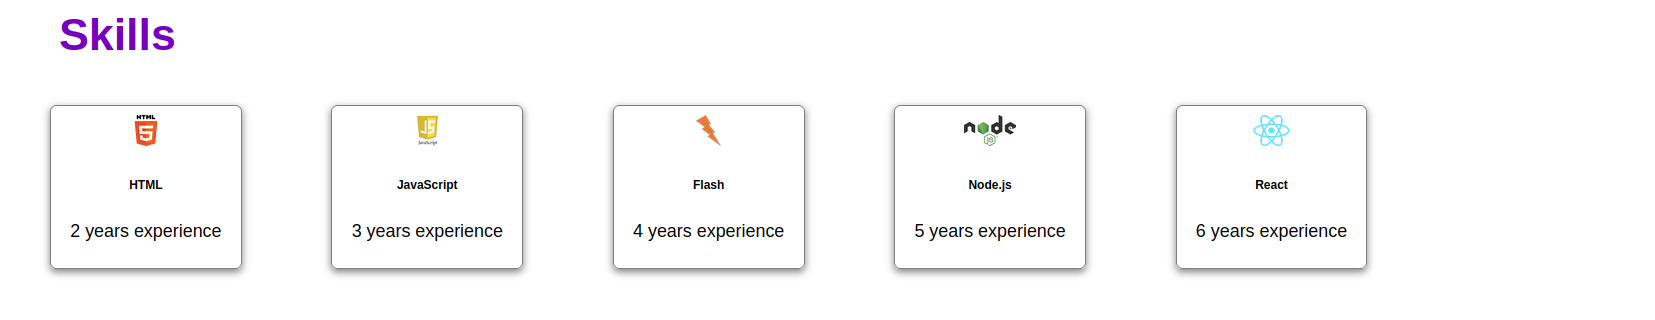 Skills
HTML
5
JS
JavaScript
node
JS
HTML
JavaScript
Flash
Node.js
React
2 years experience
3 years experience
4 years experience
5 years experience
6 years experience